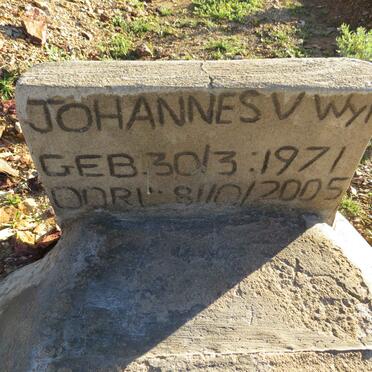 JOHANNES V WY
GEB 30/3:1971
OORL: 8/10/2005